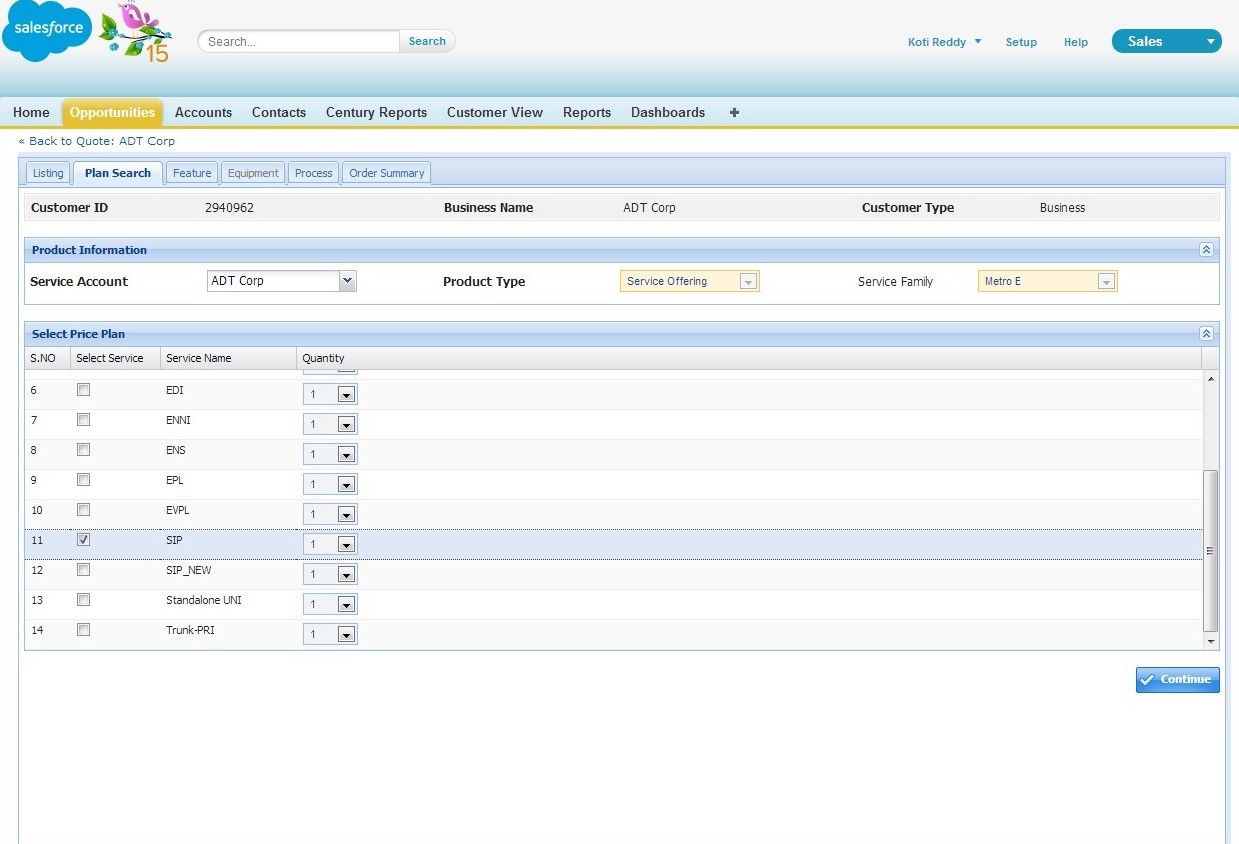 salesforce
15
Search... Search
Koti Reddy Setup Help Sales
Home Opportunities Accounts Contacts Century Reports Customer View Reports Dashboards +
« Back to Quote: ADT Corp
Listing Plan Search Feature Equipment Process Order Summary
Customer ID 2940962 Business Name ADT Corp Customer Type Business
Product Information
Service Account ADT Corp Product Type Service Offering Service Family Metro E
Select Price Plan
S.NO Select Service Service Name Quantity
6 EDI 1
7 ENNI 1
8 ENS 1
9 EPL 1
10 EVPL 1
11 SIP 1
12 SIP_NEW 1
13 Standalone UNI 1
14 Trunk-PRI 1
Continue